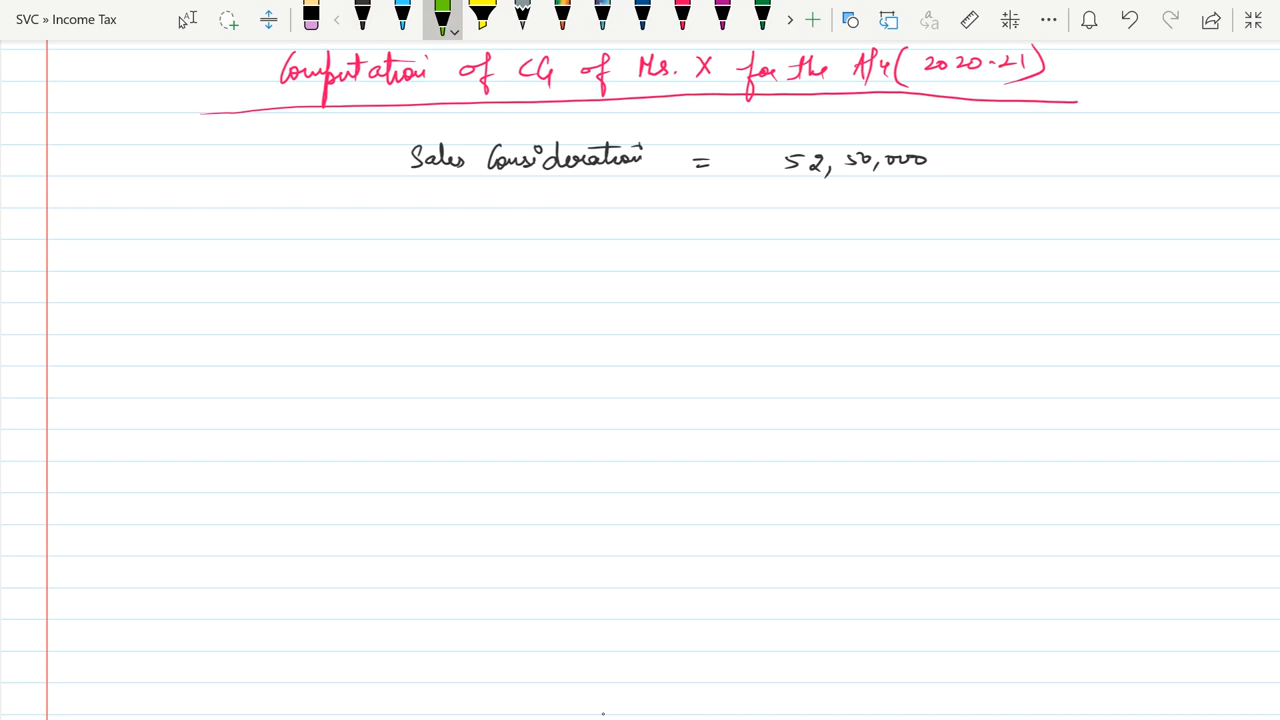 SVC » Income Tax
Computation of CG of Ms. X for the A/y (2020-21)
Sales Consideration = 52,50,000